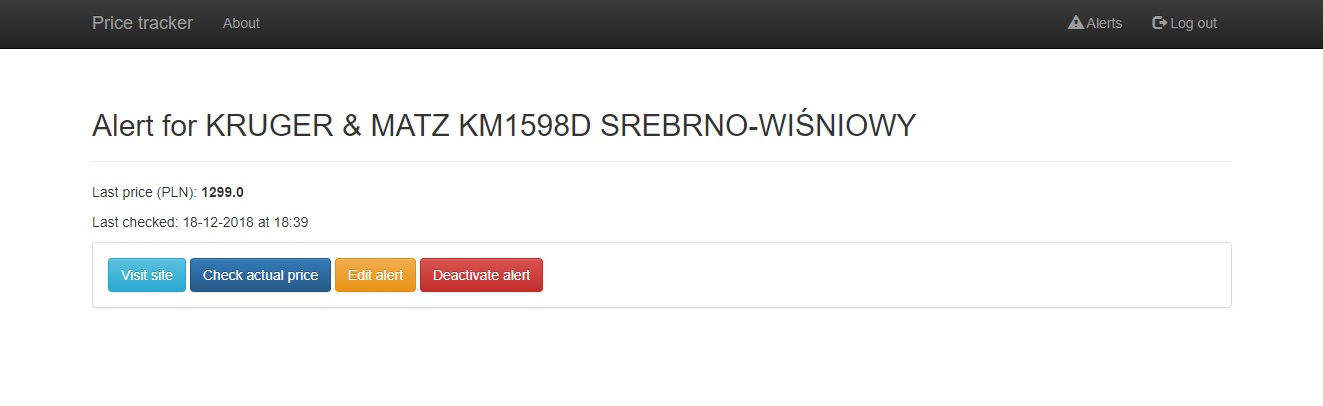 Price tracker About Alerts Log out
Alert for KRUGER & MATZ KM1598D SREBRNO-WIŚNIOWY
Last price (PLN): 1299.0
Last checked: 18-12-2018 at 18:39
Visit site Check actual price Edit alert Deactivate alert